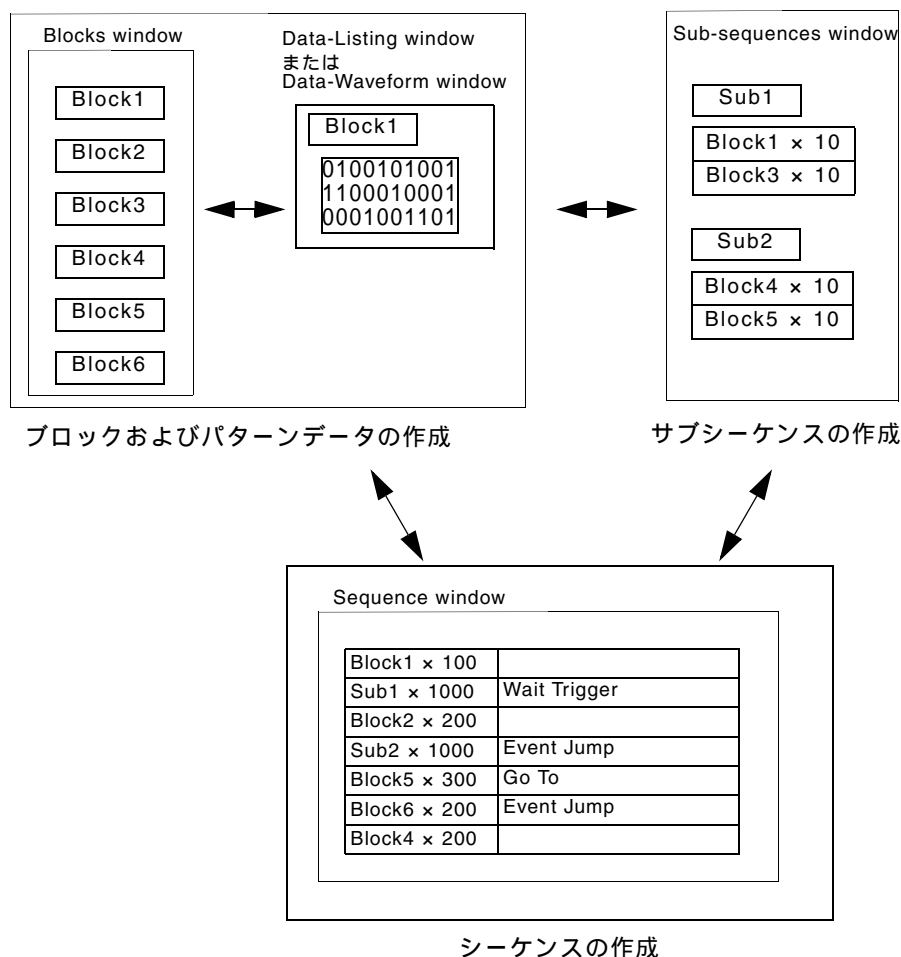 Blocks window
Block1
Block2
Block3
Block4
Block5
Block6
Data-Listing window
または
Data-Waveform window
Block1
0100101001
1100010001
0001001101
ブロックおよびパターンデータの作成
Sub-sequences window
Sub1
Block1 × 10
Block3 × 10
Sub2
Block4 × 10
Block5 × 10
サブシーケンスの作成
Sequence window
Block1 × 100
Sub1 × 1000 Wait Trigger
Block2 × 200
Sub2 × 1000 Event Jump
Block5 × 300 Go To
Block6 × 200 Event Jump
Block4 × 200
シーケンスの作成